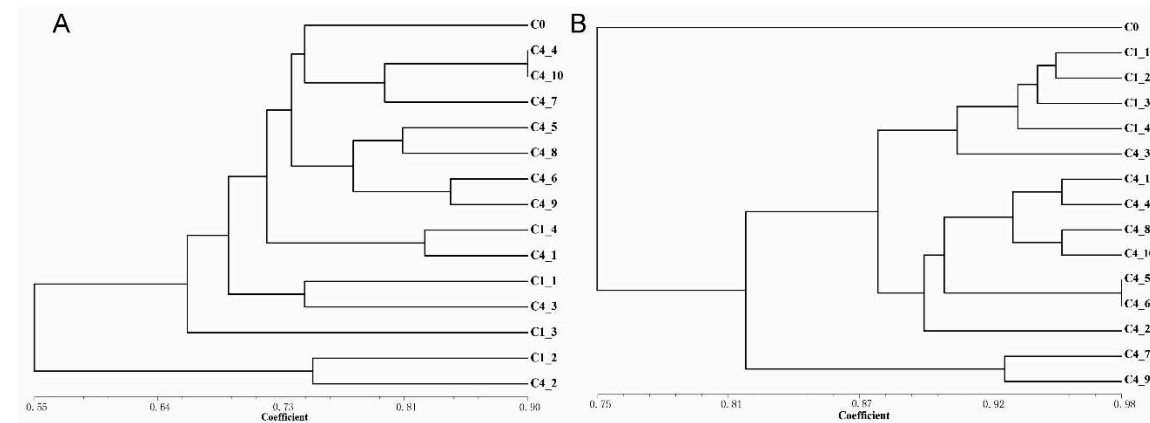 A
C0
C4_4
C4_10
C4_7
C4_5
C4_8
C4_6
C4_9
C1_4
C4_1
C1_1
C4_3
C1_3
C1_2
C4_2
0.55 0.64 0.73 0.81 0.90
Coefficient
B
C0
C1_1
C1_2
C1_3
C1_4
C4_3
C4_1
C4_4
C4_8
C4_10
C4_5
C4_6
C4_2
C4_7
C4_9
0.75 0.81 0.87 0.92 0.98
Coefficient